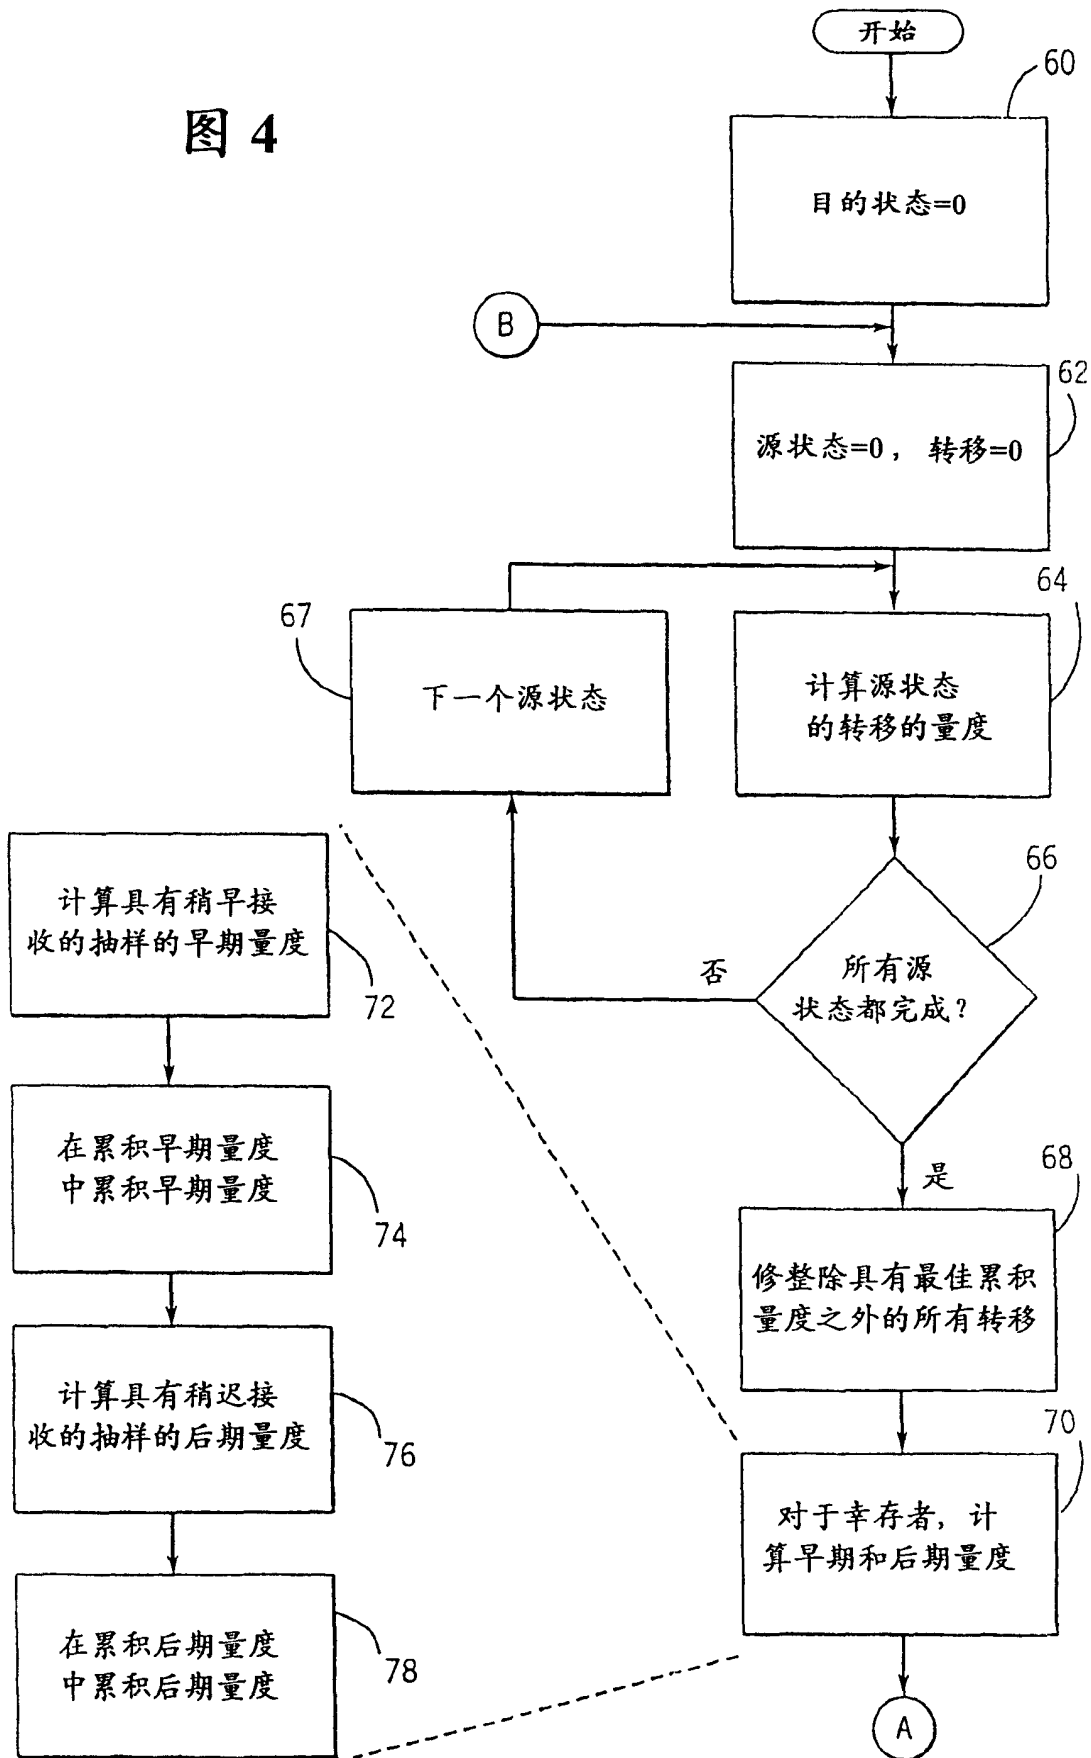 开始
60
图 4
目的状态=0
B
62
源状态=0，转移=0
64
67
下一个源状态
计算源状态
的转移的量度
66
所有源
状态都完成？
否
是
68
修整除具有最佳累积
量度之外的所有转移
70
对于幸存者，计
算早期和后期量度
A
计算具有稍早接
收的抽样的早期量度
72
在累积早期量度
中累积早期量度
74
计算具有稍迟接
收的抽样的后期量度
76
在累积后期量度
中累积后期量度
78